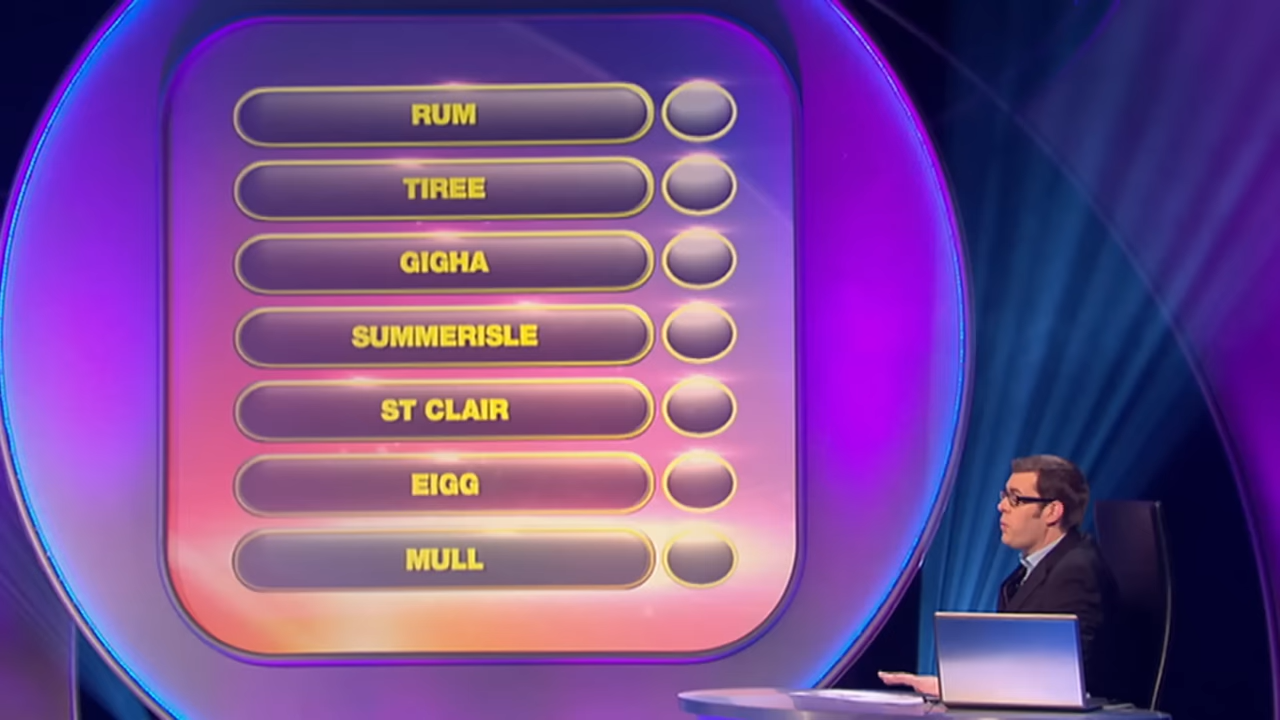 RUM
TIREE
GIGHA
SUMMERISLE
ST CLAIR
EIGG
MULL